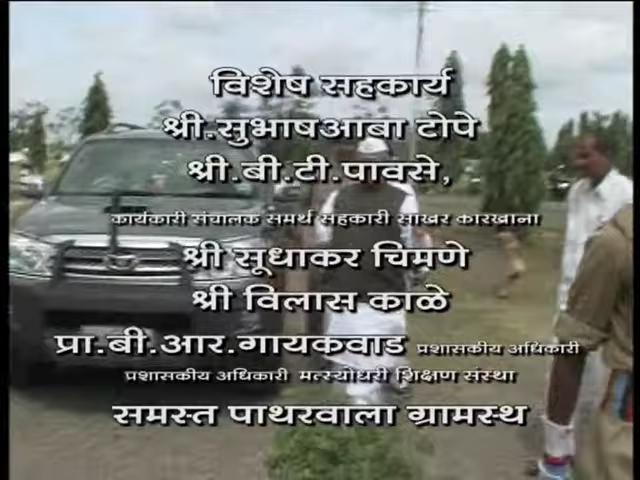 विशेष सहकार्य
श्री.सुभाषआबा टोपे
श्री.बी.टी.पावसे,
कार्यकारी संचालक समर्थ सहकारी साखर कारखाना
श्री सूधाकर चिमणे
श्री विलास काळे
प्रा.बी.आर.गायकवाड प्रशासकीय अधिकारी
प्रशासकीय अधिकारी मत्स्योधरी शिक्षण संस्था
समस्त पाथरवाला ग्रामस्थ